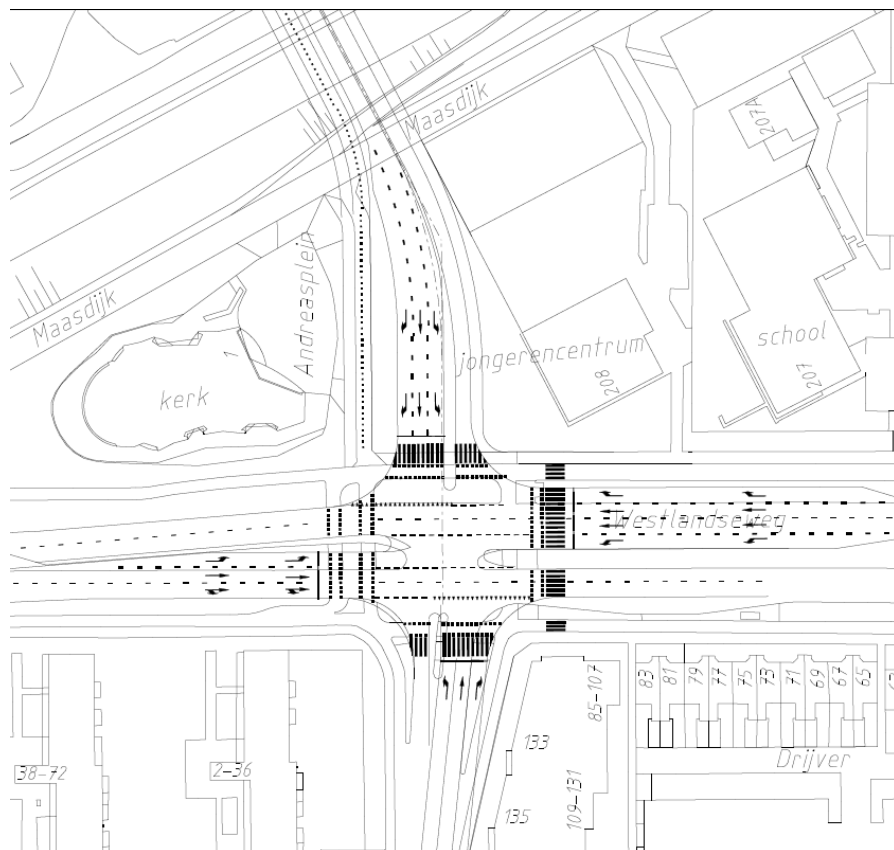 Maasdijk
207A
Maasdijk
Andreasplein
1
kerk
jongerencentrum
208
school
207
Westlandseweg
38-72
2-36
133
135
85-107
109-131
83
81
79
77
75
73
71
69
67
65
Drijver